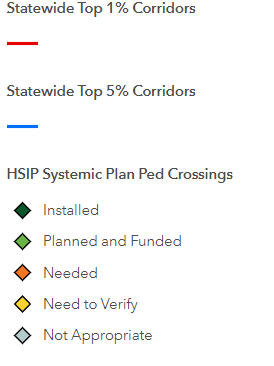 Statewide Top 1% Corridors
Statewide Top 5% Corridors
HSIP Systemic Plan Ped Crossings
Installed
Planned and Funded
Needed
Need to Verify
Not Appropriate